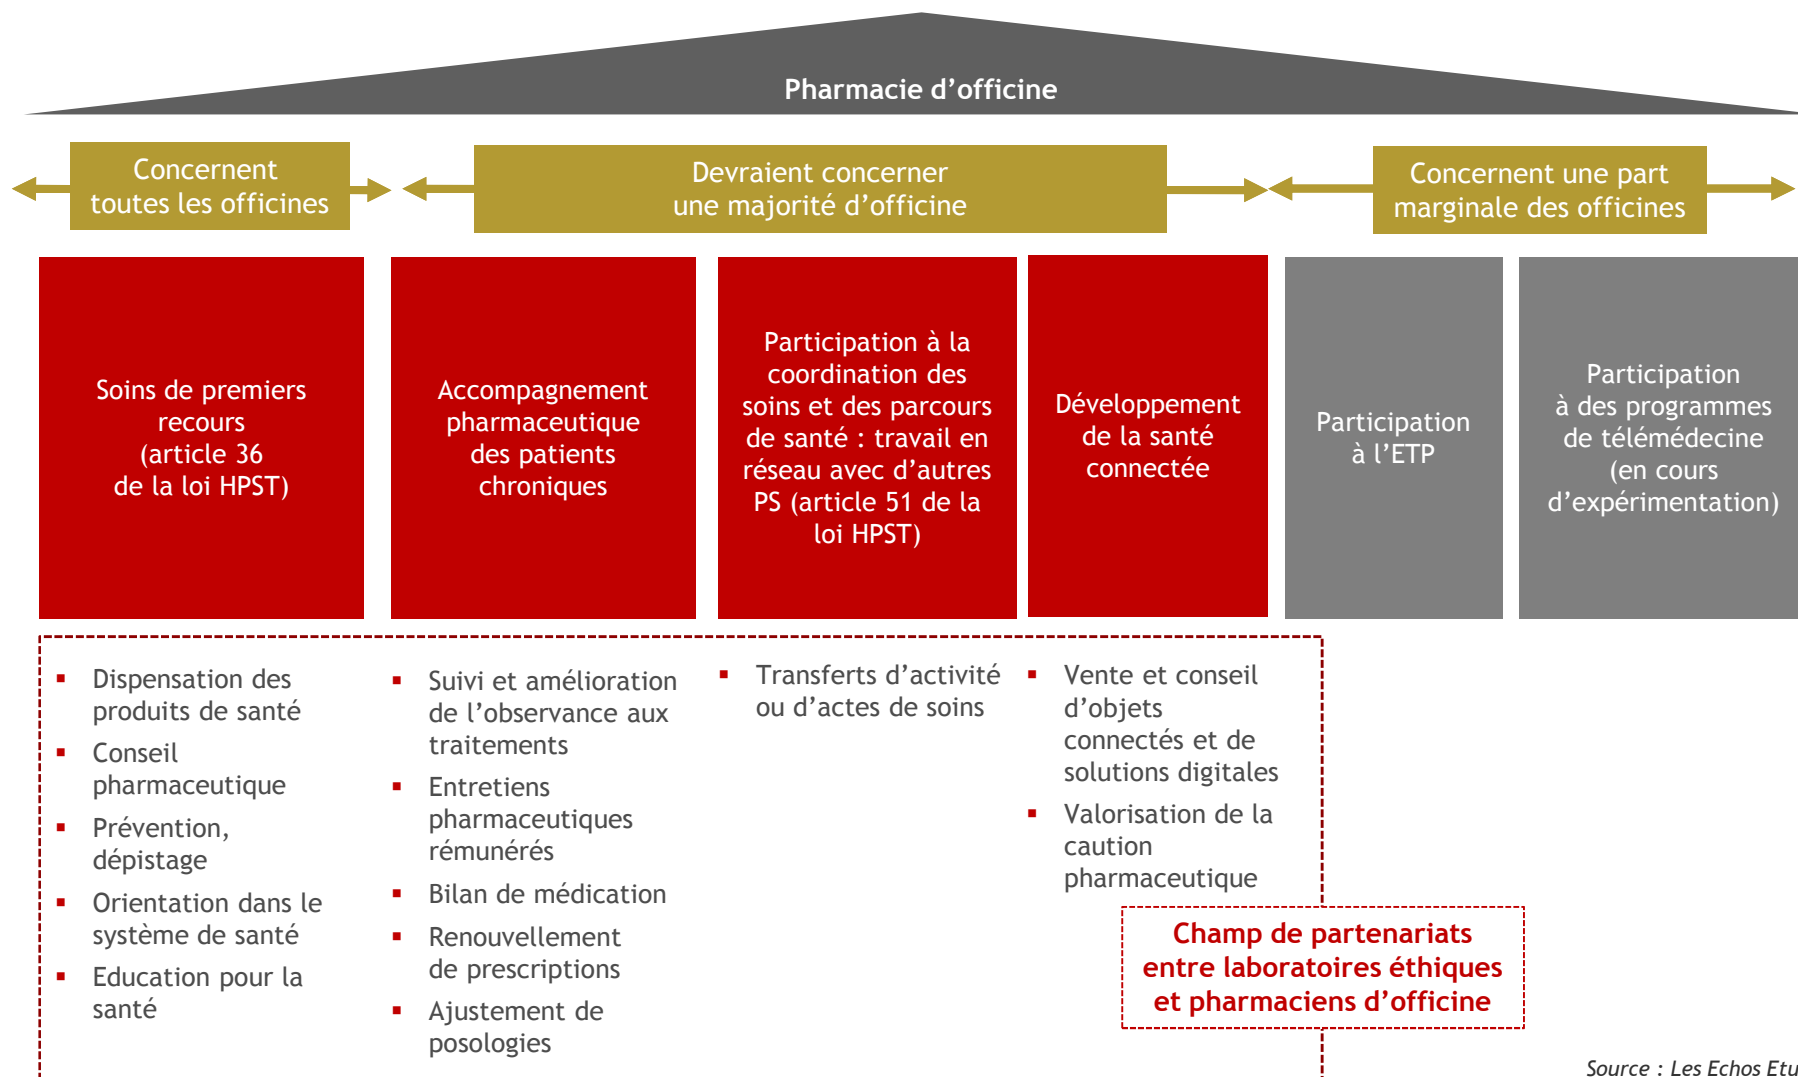 Pharmacie d’officine
Concernent
toutes les officines
Devraient concerner
une majorité d’officine
Concernent une part
marginale des officines
Soins de premiers
recours
(article 36
de la loi HPST)
Accompagnement
pharmaceutique
des patients
chroniques
Participation à la
coordination des
soins et des parcours
de santé : travail en
réseau avec d’autres
PS (article 51 de la
loi HPST)
Développement
de la santé
connectée
Participation
à l’ETP
Participation
à des programmes
de télémédecine
(en cours
d’expérimentation)
Dispensation des
produits de santé
Conseil
pharmaceutique
Prévention,
dépistage
Orientation dans le
système de santé
Education pour la
santé
Suivi et amélioration
de l’observance aux
traitements
Entretiens
pharmaceutiques
rémunérés
Bilan de médication
Renouvellement
de prescriptions
Ajustement de
posologies
Transferts d’activité
ou d’actes de soins
Vente et conseil
d’objets
connectés et de
solutions digitales
Valorisation de la
caution
pharmaceutique
Champ de partenariats
entre laboratoires éthiques
et pharmaciens d’officine
Source : Les Echos Etu